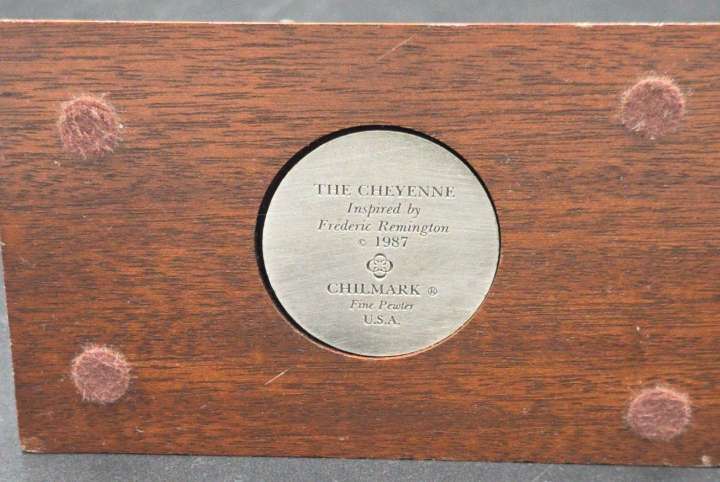 THE CHEYENNE
Inspired by
Frederic Remington
© 1987
CHILMARK ®
Fine Pewter
U.S.A.